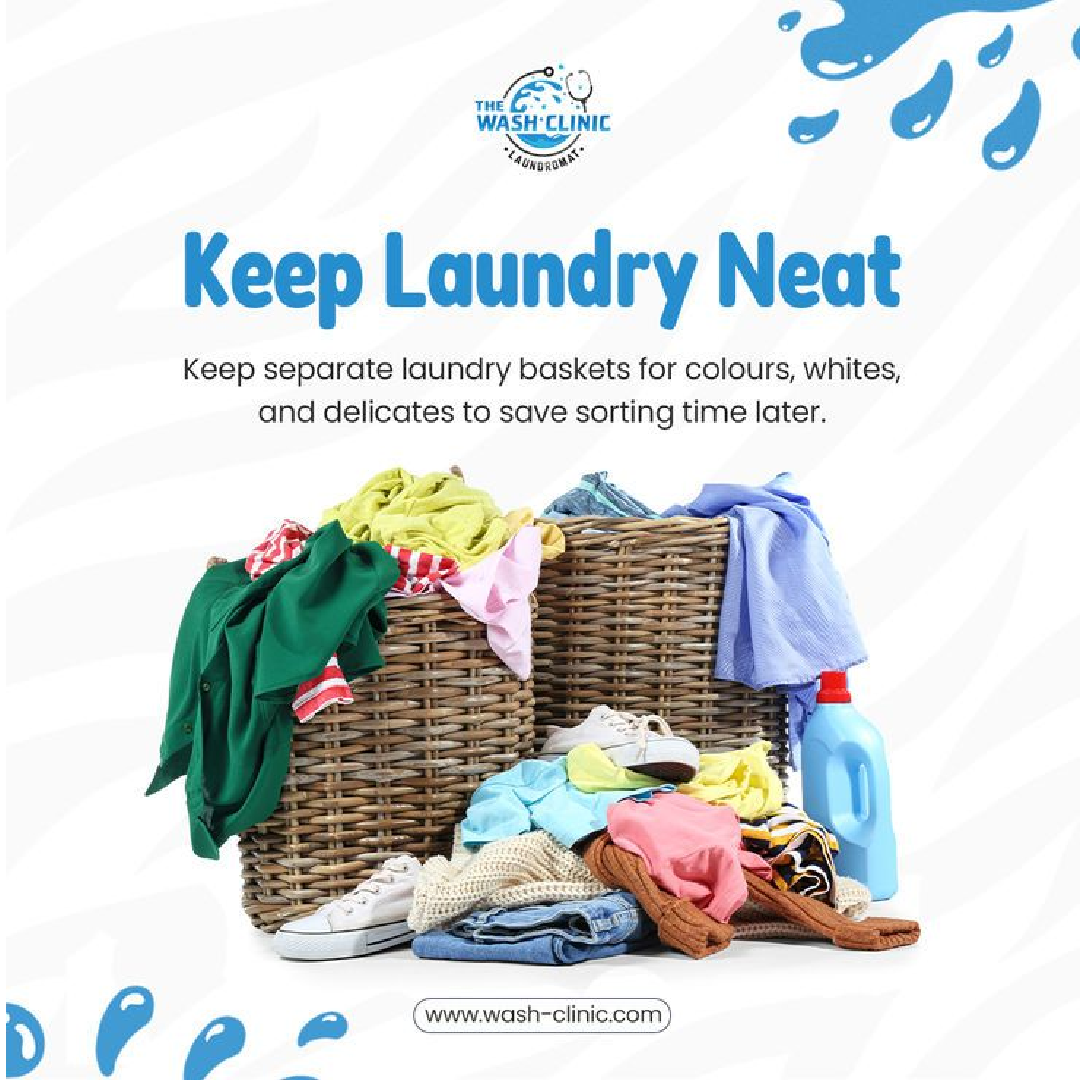 THE
WASH·CLINIC
·LAUNDROMAT·
Keep Laundry Neat
Keep separate laundry baskets for colours, whites,
and delicates to save sorting time later.
www.wash-clinic.com